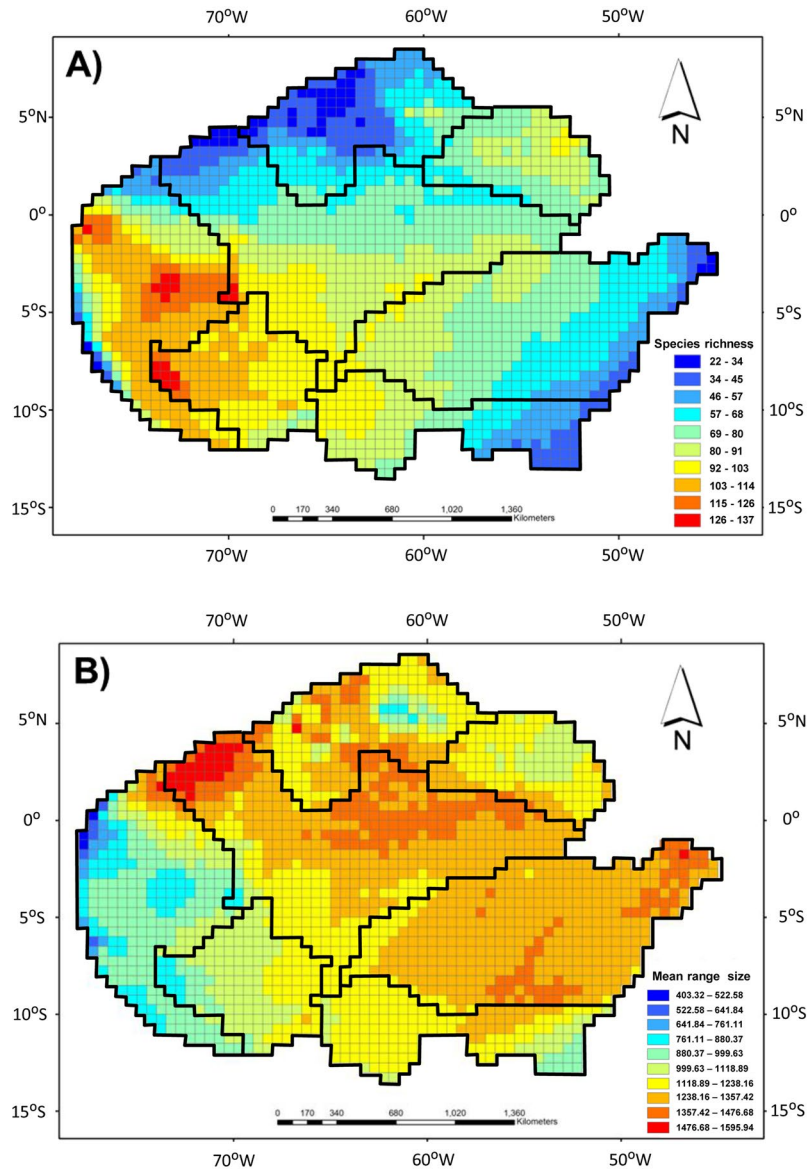 70°W 60°W 50°W
A)
N
5°N 5°N
0° 0°
5°S 5°S
10°S 10°S
15°S 15°S
Species richness
22 - 34
34 - 45
46 - 57
57 - 68
69 - 80
80 - 91
92 - 103
103 - 114
115 - 126
126 - 137
0 170 340 680 1,020 1,360
Kilometers
70°W 60°W 50°W
70°W 60°W 50°W
B)
N
5°N 5°N
0° 0°
5°S 5°S
10°S 10°S
15°S 15°S
Mean range size
403.32 – 522.58
522.58 – 641.84
641.84 – 761.11
761.11 – 880.37
880.37 – 999.63
999.63 – 1118.89
1118.89 – 1238.16
1238.16 – 1357.42
1357.42 – 1476.68
1476.68 – 1595.94
0 170 340 680 1,020 1,360
Kilometers
70°W 60°W 50°W